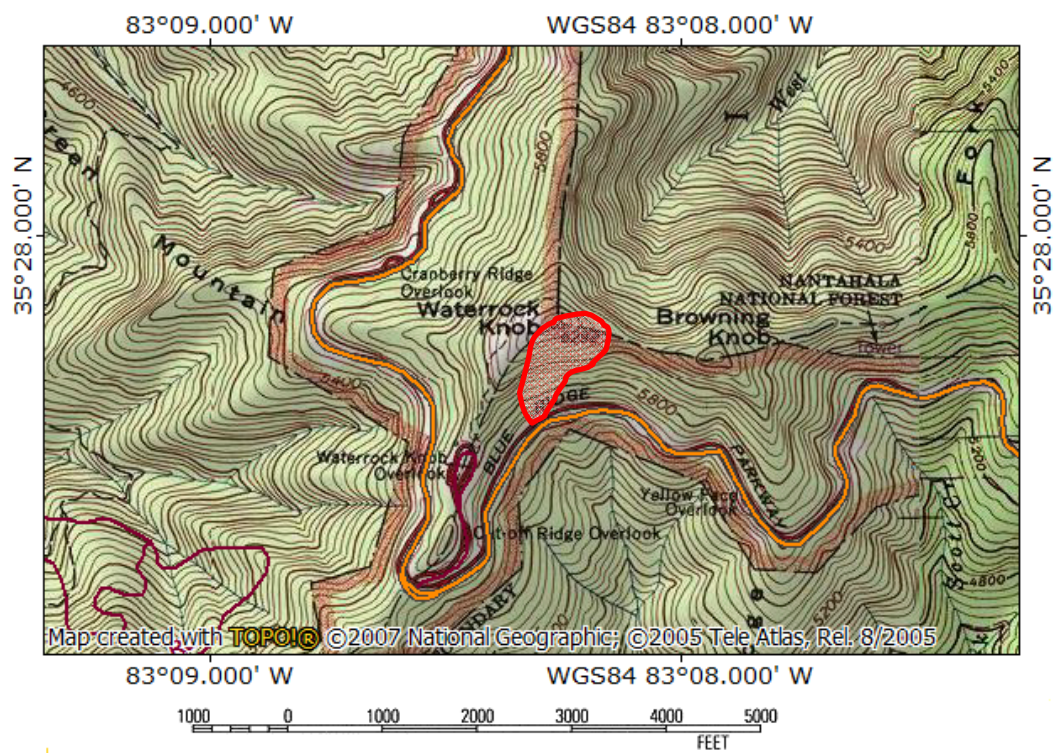 83°09.000' W
WGS84 83°08.000' W
35°28.000' N
35°28.000' N
4600
reen
Mountain
5800
I
West
Fork
5400
5400
5800
Cranberry Ridge
Overlook
Waterrock
Knob
NANTAHALA
NATIONAL FOREST
Browning
Knob
Tower
5400
5800
BLUE RIDGE
PARKWAY
Waterrock Knob
Overlook
Yellow Face
Overlook
Cut-off Ridge Overlook
5200
4800
5200
NDARY
Map created with TOPO!® ©2007 National Geographic; ©2005 Tele Atlas, Rel. 8/2005
83°09.000' W
WGS84 83°08.000' W
1000 0 1000 2000 3000 4000 5000
FEET